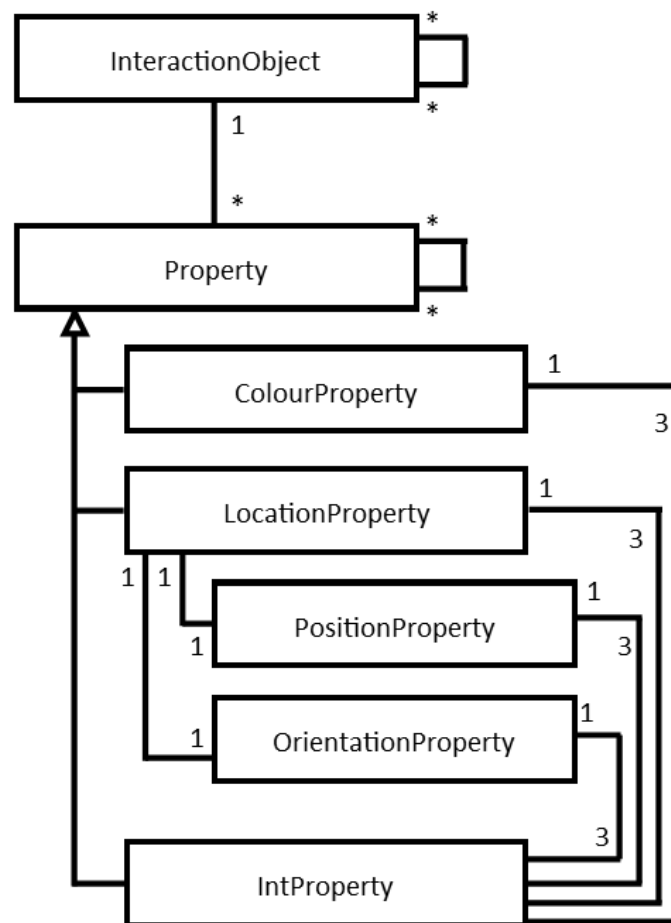 *
InteractionObject
*
1
*
*
Property
*
1
ColourProperty
3
1
LocationProperty
3
1 1
1
PositionProperty
1
3
1
1
OrientationProperty
3
IntProperty